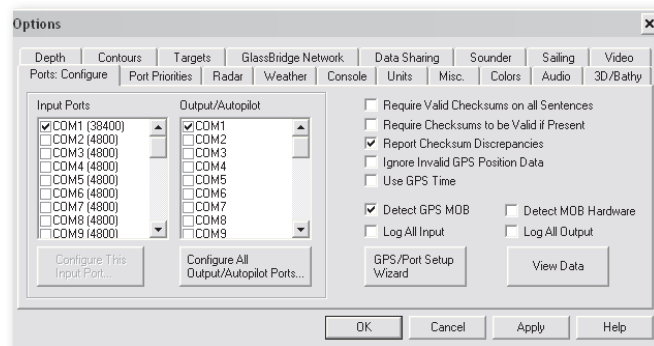 Options
Depth Contours Targets GlassBridge Network Data Sharing Sounder Sailing Video
Ports: Configure Port Priorities Radar Weather Console Units Misc. Colors Audio 3D/Bathy
Input Ports
COM1 (38400)
COM2 (4800)
COM3 (4800)
COM4 (4800)
COM5 (4800)
COM6 (4800)
COM7 (4800)
COM8 (4800)
COM9 (4800)
Configure This
Input Port...
Output/Autopilot
COM1
COM2
COM3
COM4
COM5
COM6
COM7
COM8
COM9
Configure All
Output/Autopilot Ports...
Require Valid Checksums on all Sentences
Require Checksums to be Valid if Present
Report Checksum Discrepancies
Ignore Invalid GPS Position Data
Use GPS Time
Detect GPS MOB Detect MOB Hardware
Log All Input Log All Output
GPS/Port Setup
Wizard
View Data
OK Cancel Apply Help